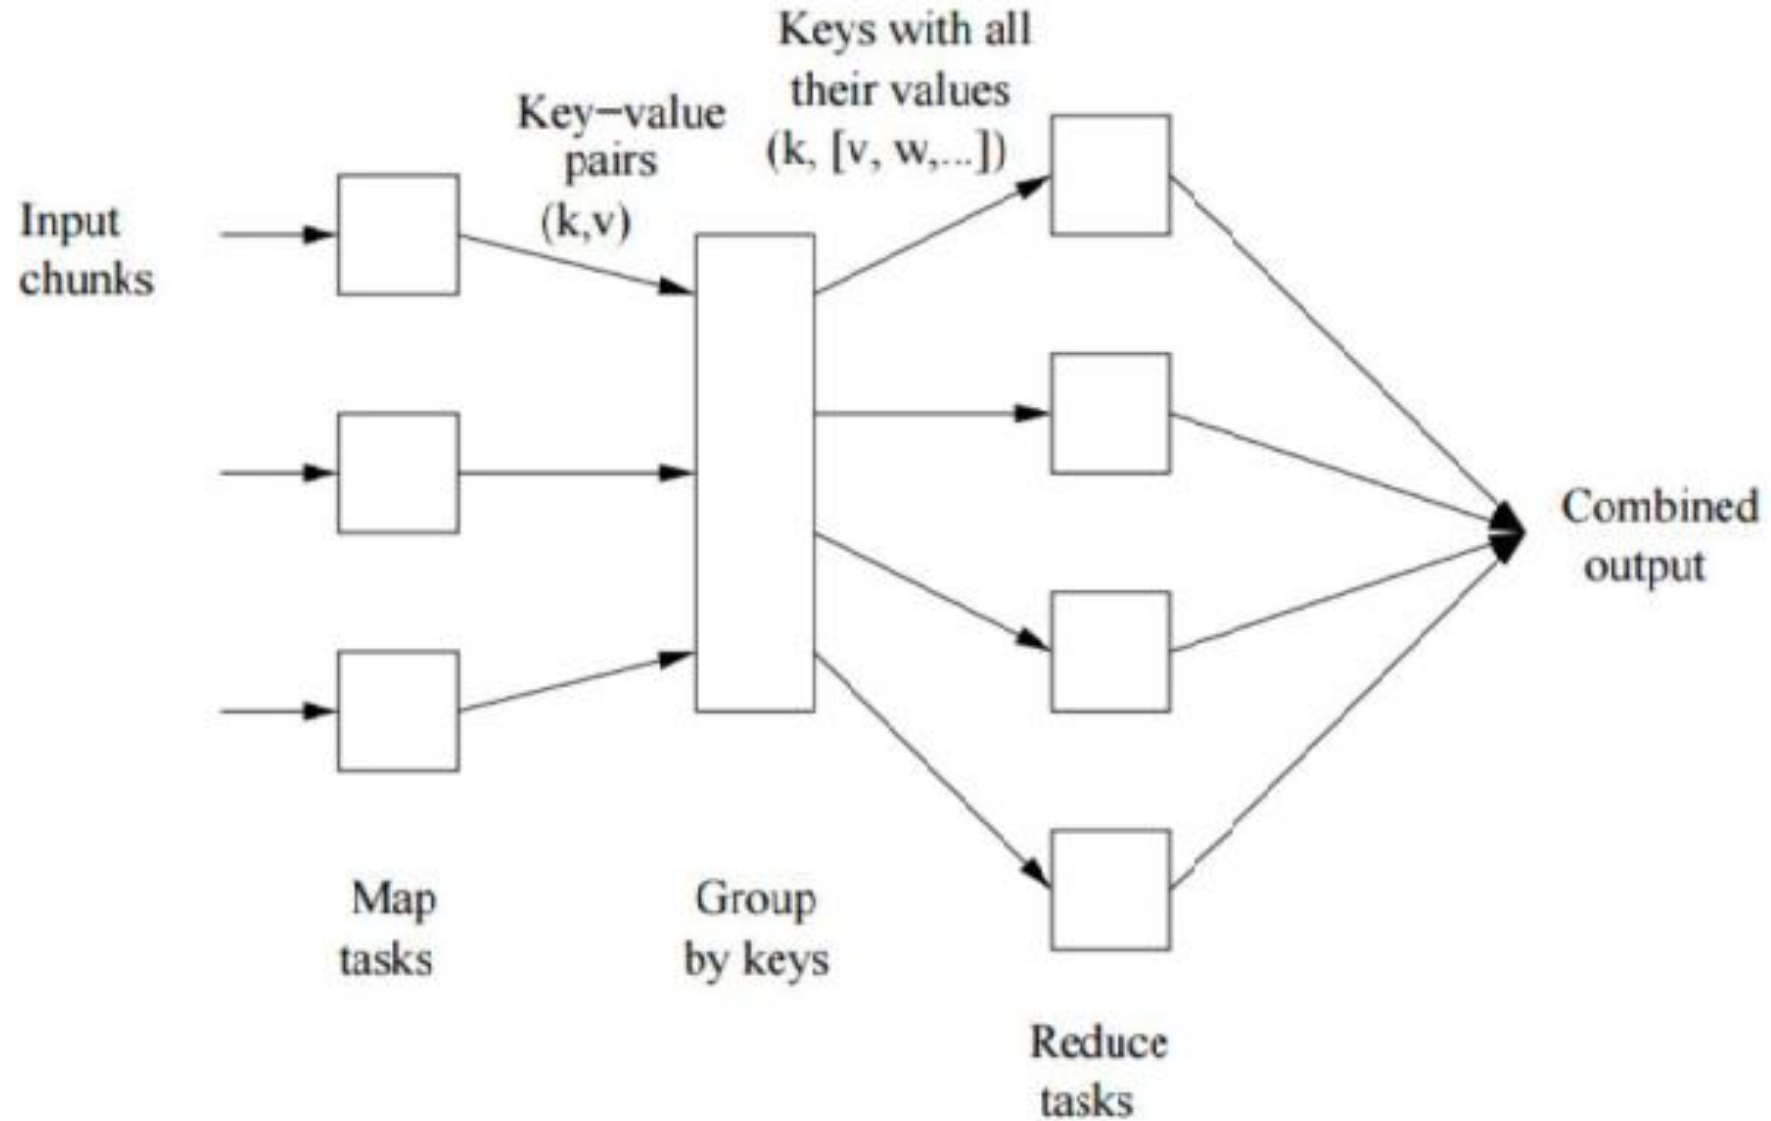 Keys with all
their values
(k, [v, w,...])
Key−value
pairs
(k,v)
Input
chunks
Combined
output
Map
tasks
Group
by keys
Reduce
tasks